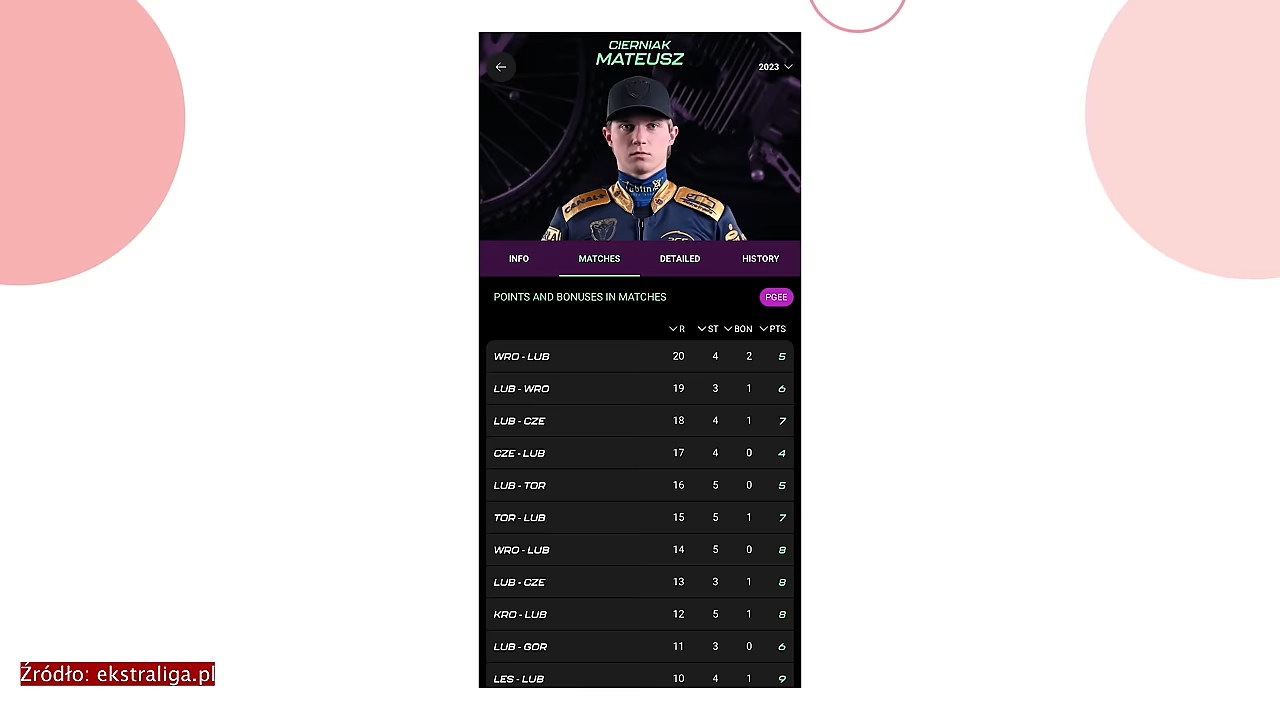 CIERNIAK
MATEUSZ
2023
Lublin
CANAL+
INFO MATCHES DETAILED HISTORY
POINTS AND BONUSES IN MATCHES PGEE
R ST BON PTS
WRO - LUB 20 4 2 5
LUB - WRO 19 3 1 6
LUB - CZE 18 4 1 7
CZE - LUB 17 4 0 4
LUB - TOR 16 5 0 5
TOR - LUB 15 5 1 7
WRO - LUB 14 5 0 8
LUB - CZE 13 3 1 8
KRO - LUB 12 5 1 8
LUB - GOR 11 3 0 6
LES - LUB 10 4 1 9
Źródło: ekstraliga.pl